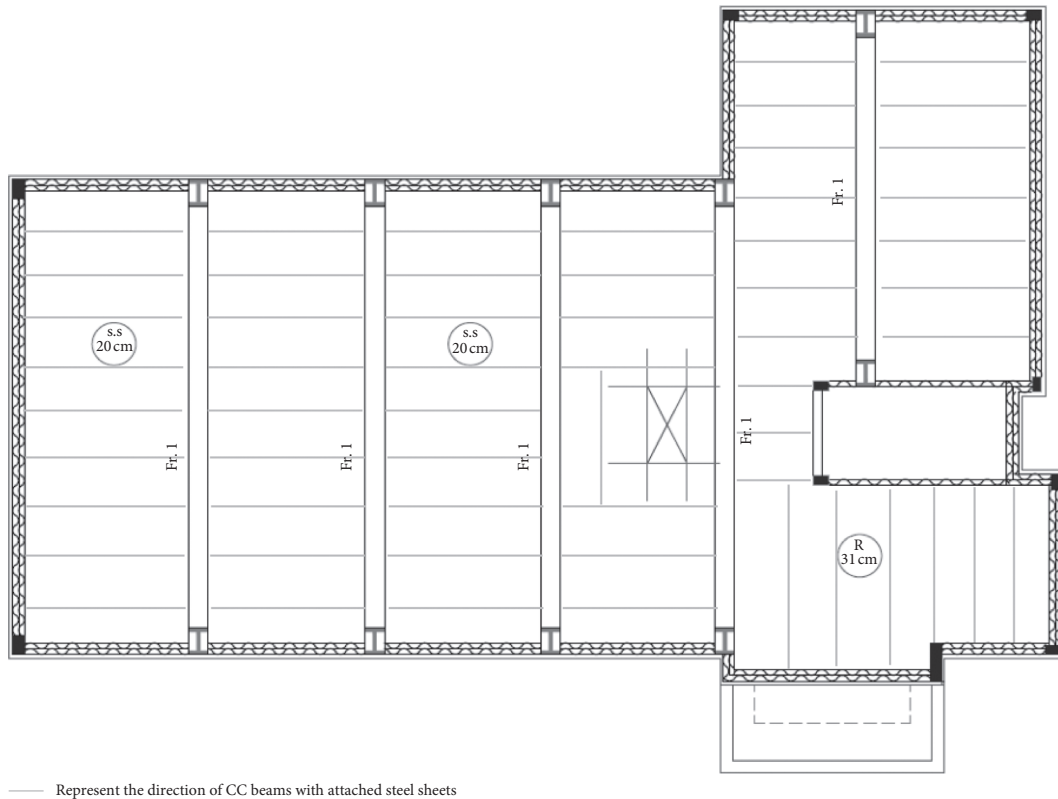 Fr. 1
s.s
20 cm
s.s
20 cm
Fr. 1
Fr. 1
Fr. 1
Fr. 1
R
31 cm
Represent the direction of CC beams with attached steel sheets